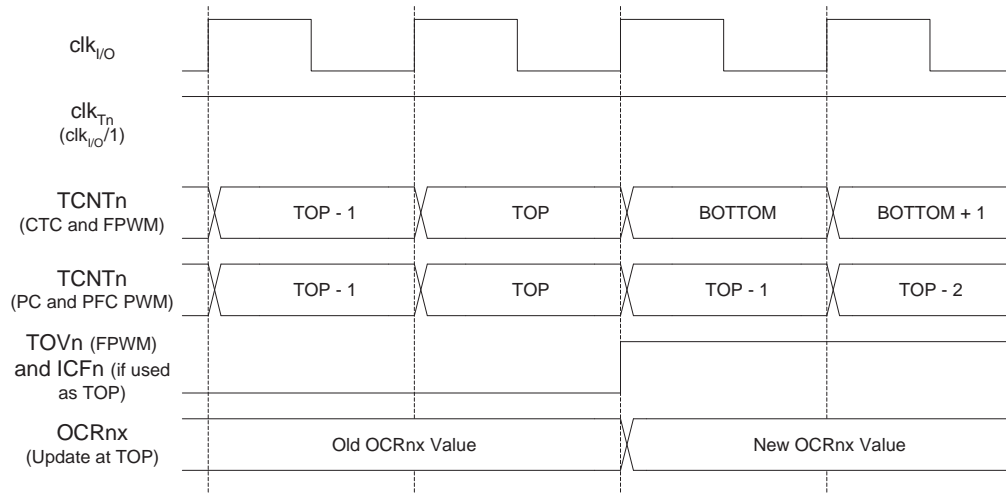 clkI/O
clkTn
(clkI/O/1)
TCNTn
(CTC and FPWM)
TOP - 1
TOP
BOTTOM
BOTTOM + 1
TCNTn
(PC and PFC PWM)
TOP - 1
TOP
TOP - 1
TOP - 2
TOVn (FPWM)
and ICFn (if used
as TOP)
OCRnx
(Update at TOP)
Old OCRnx Value
New OCRnx Value